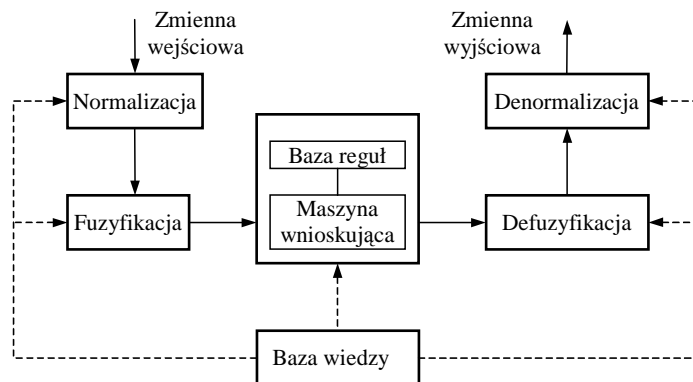 Zmienna
wejściowa
Zmienna
wyjściowa
Normalizacja
Denormalizacja
Baza reguł
Fuzyfikacja
Maszyna
wnioskująca
Defuzyfikacja
Baza wiedzy